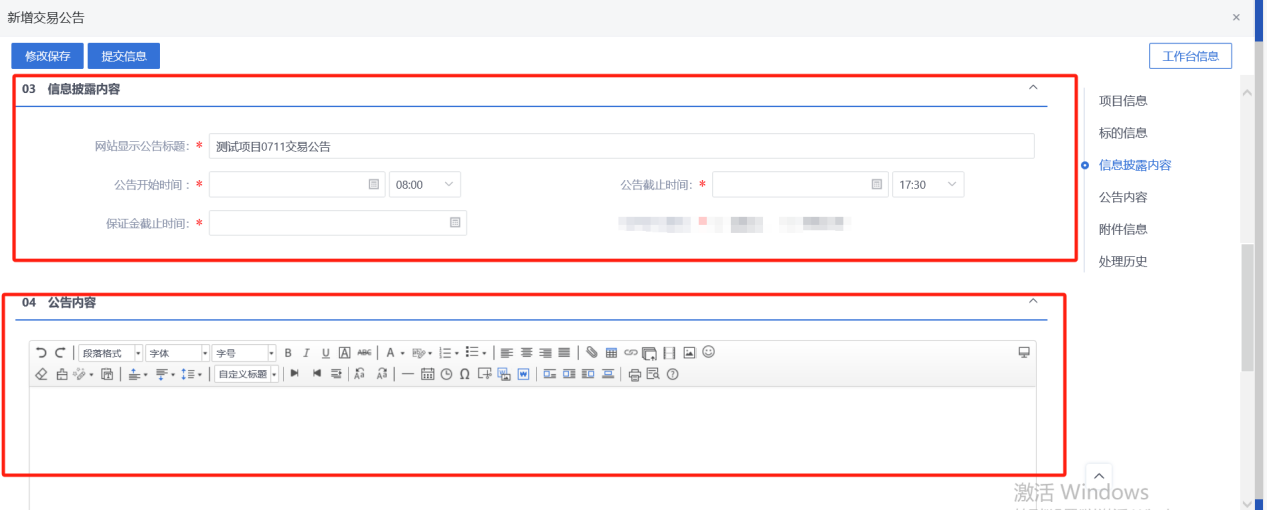 新增交易公告
×
修改保存 提交信息 工作台信息
03 信息披露内容
网站显示公告标题: * 测试项目0711交易公告
公告开始时间: * 08:00 公告截止时间: * 17:30
保证金截止时间: *
项目信息
标的信息
信息披露内容
公告内容
附件信息
处理历史
04 公告内容
段落格式 字体 字号 B I U A ABC A
自定义标题
激活 Windows